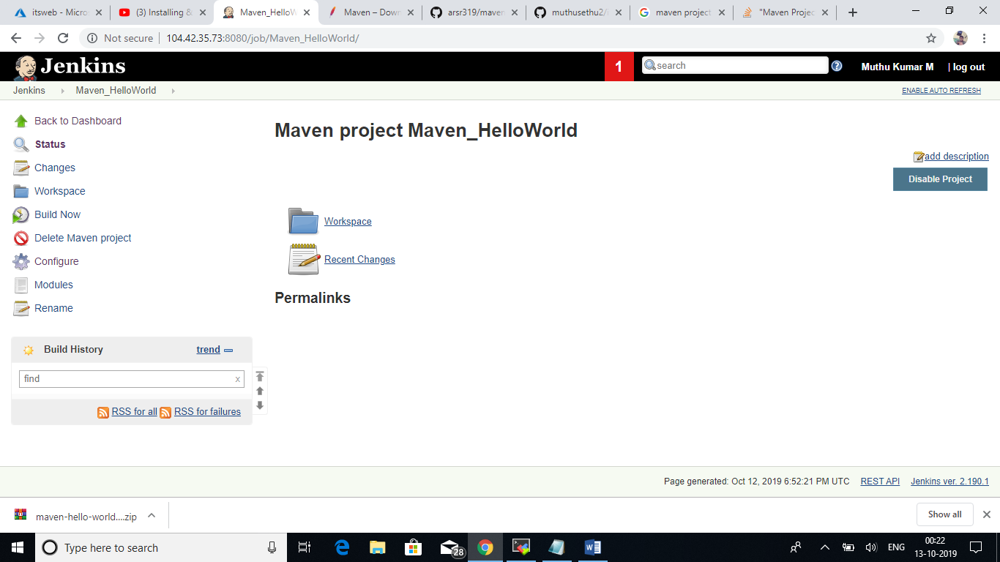 itsweb - Micros
(3) Installing &
Maven_HelloW
Maven – Down
arsr319/maven
muthusethu2/
maven project
"Maven Projec
Not secure 104.42.35.73:8080/job/Maven_HelloWorld/
Jenkins 1 search ? Muthu Kumar M | log out
Jenkins Maven_HelloWorld ENABLE AUTO REFRESH
Back to Dashboard
Status
Changes
Workspace
Build Now
Delete Maven project
Configure
Modules
Rename
Build History trend
find x
RSS for all RSS for failures
Maven project Maven_HelloWorld
add description
Disable Project
Workspace
Recent Changes
Permalinks
Page generated: Oct 12, 2019 6:52:21 PM UTC REST API Jenkins ver. 2.190.1
maven-hello-world....zip Show all
Type here to search 28 ENG 00:22
13-10-2019